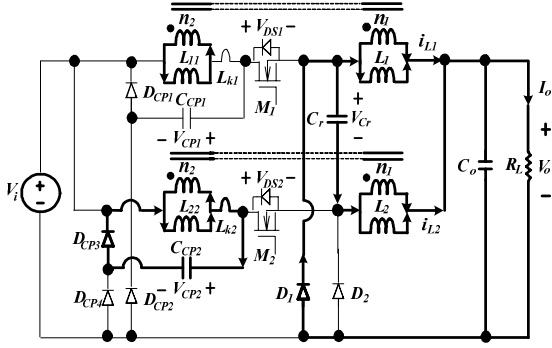 n2 + VDS1 - n1
L11 Lk1 M1 L1 iL1
DCP1 CCP1
- VCP1 +
Cr + VCr -
Io
n2 + VDS2 - n1
Vi + - L22 Lk2 M2 L2 iL2
Co RL + Vo -
DCP3 CCP2
- VCP2 +
DCP4 DCP2 D1 D2